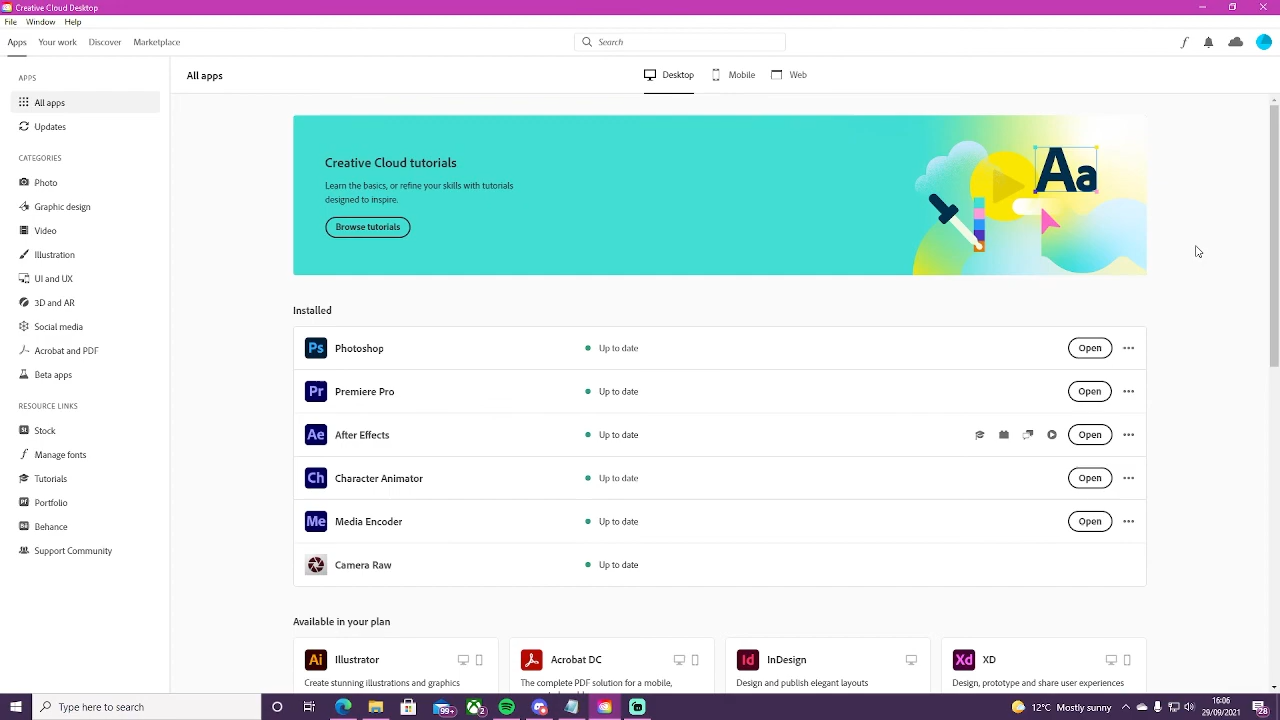 Creative Cloud Desktop
File Window Help
Apps Your work Discover Marketplace
Search
APPS
All apps
Updates
CATEGORIES
Photo
Graphic design
Video
Illustration
UI and UX
3D and AR
Social media
Acrobat and PDF
Beta apps
RESOURCE LINKS
St Stock
Manage fonts
Tutorials
Pf Portfolio
Behance
Support Community
All apps
Desktop Mobile Web
Creative Cloud tutorials
Learn the basics, or refine your skills with tutorials
designed to inspire.
Browse tutorials
Aa
Installed
Ps Photoshop Up to date Open
Pr Premiere Pro Up to date Open
Ae After Effects Up to date Open
Ch Character Animator Up to date Open
Me Media Encoder Up to date Open
Camera Raw Up to date
Available in your plan
Ai Illustrator
Create stunning illustrations and graphics
Acrobat DC
The complete PDF solution for a mobile,
Id InDesign
Design and publish elegant layouts
Xd XD
Design, prototype and share user experiences
Type here to search
99+
12°C Mostly sunny
16:06
29/09/2021
28